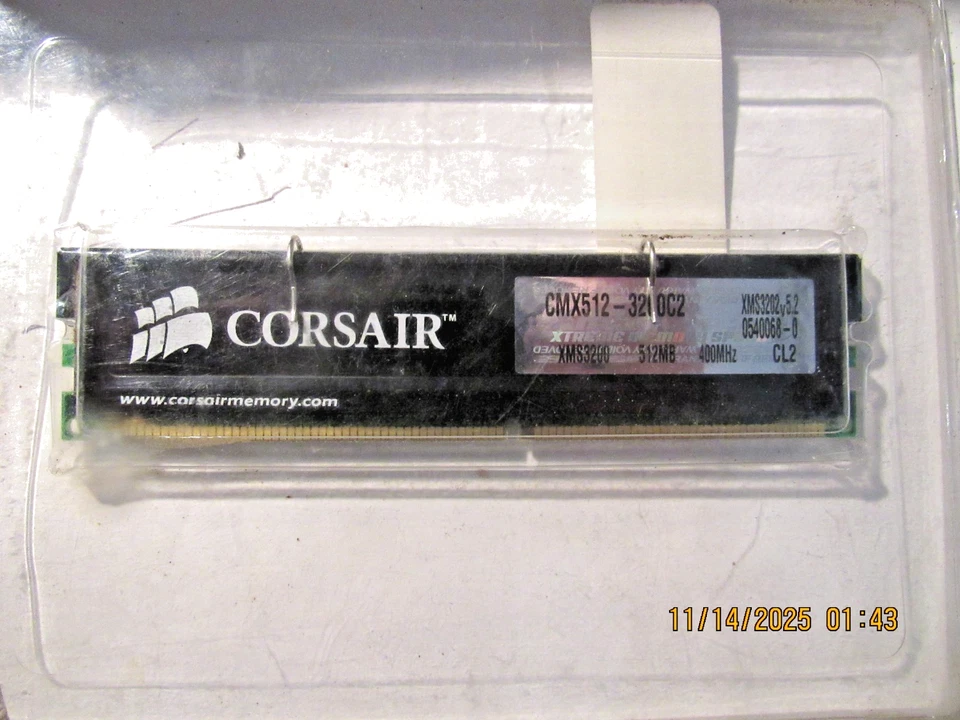 CORSAIR™
www.corsairmemory.com
CMX512-3200C2
XMS3202v5.2
0540068-0
XMS3200 512MB 400MHz CL2
11/14/2025 01:43